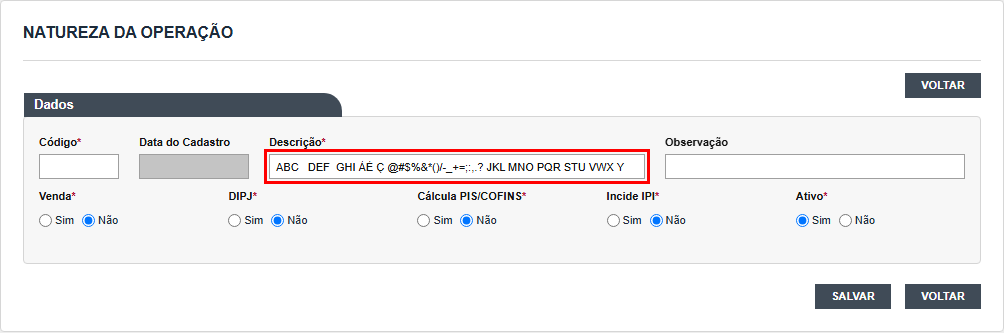 NATUREZA DA OPERAÇÃO
VOLTAR
Dados
Código* Data do Cadastro Descrição* Observação
ABC   DEF  GHI ÁÉ Ç @#$%&*()/-_+=;:,.? JKL MNO PQR STU VWX Y
Venda* DIPJ* Cálcula PIS/COFINS* Incide IPI* Ativo*
Sim Não Sim Não Sim Não Sim Não Sim Não
SALVAR VOLTAR